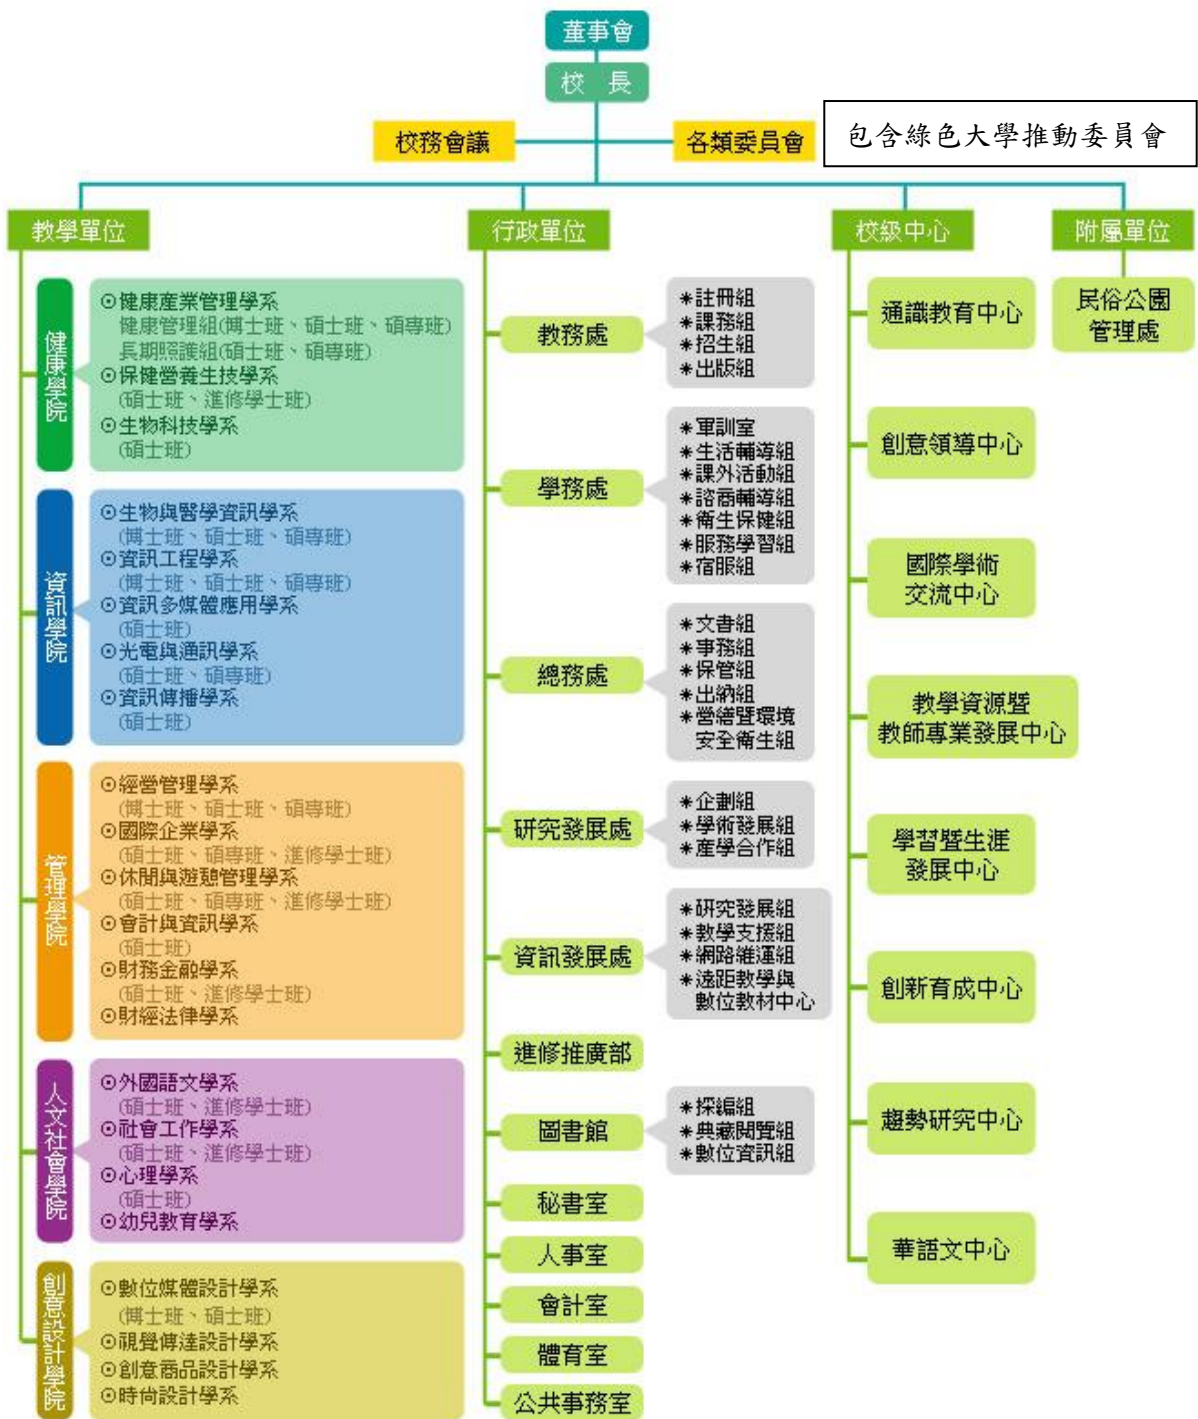 董事會
校 長
校務會議
各類委員會
包含綠色大學推動委員會
教學單位
行政單位
校級中心
附屬單位
健康學院
⊙健康產業管理學系
健康管理組(博士班、碩士班、碩專班)
長期照護組(碩士班、碩專班)
⊙保健營養生技學系
(碩士班、進修學士班)
⊙生物科技學系
(碩士班)
資訊學院
⊙生物與醫學資訊學系
(博士班、碩士班、碩專班)
⊙資訊工程學系
(博士班、碩士班、碩專班)
⊙資訊多媒體應用學系
(碩士班)
⊙光電與通訊學系
(碩士班、碩專班)
⊙資訊傳播學系
(碩士班)
管理學院
⊙經營管理學系
(博士班、碩士班、碩專班)
⊙國際企業學系
(碩士班、碩專班、進修學士班)
⊙休閒與遊憩管理學系
(碩士班、碩專班、進修學士班)
⊙會計與資訊學系
(碩士班)
⊙財務金融學系
(碩士班、進修學士班)
⊙財經法律學系
人文社會學院
⊙外國語文學系
(碩士班、進修學士班)
⊙社會工作學系
(碩士班、進修學士班)
⊙心理學系
(碩士班)
⊙幼兒教育學系
創意設計學院
⊙數位媒體設計學系
(博士班、碩士班)
⊙視覺傳達設計學系
⊙創意商品設計學系
⊙時尚設計學系
教務處
＊註冊組
＊課務組
＊招生組
＊出版組
學務處
＊軍訓室
＊生活輔導組
＊課外活動組
＊諮商輔導組
＊衛生保健組
＊服務學習組
＊宿服組
總務處
＊文書組
＊事務組
＊保管組
＊出納組
＊營繕暨環境
安全衛生組
研究發展處
＊企劃組
＊學術發展組
＊產學合作組
資訊發展處
＊研究發展組
＊教學支援組
＊網路維運組
＊遠距教學與
數位教材中心
進修推廣部
圖書館
＊採編組
＊典藏閱覽組
＊數位資訊組
秘書室
人事室
會計室
體育室
公共事務室
通識教育中心
創意領導中心
國際學術
交流中心
教學資源暨
教師專業發展中心
學習暨生涯
發展中心
創新育成中心
趨勢研究中心
華語文中心
民俗公園
管理處